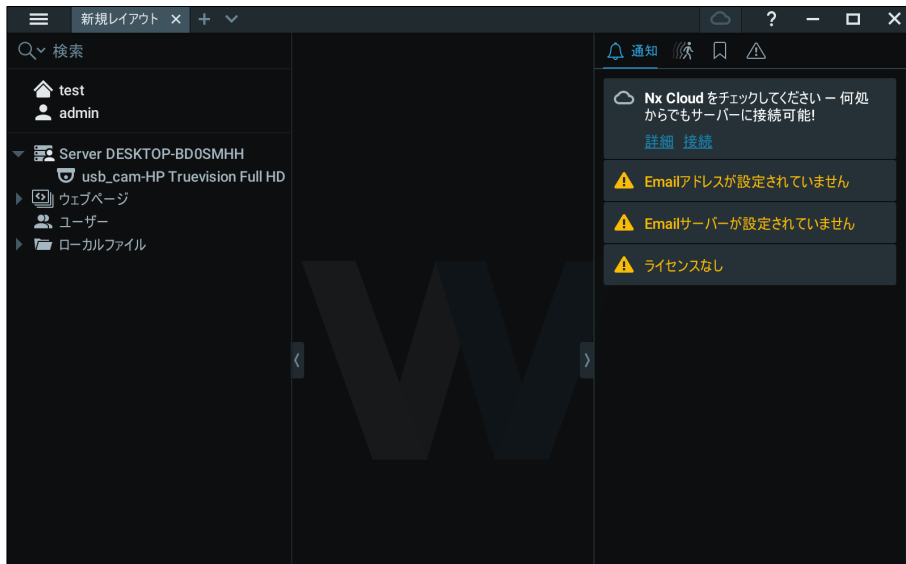 新規レイアウト
検索
test
admin
Server DESKTOP-BD0SMHH
usb_cam-HP Truevision Full HD
ウェブページ
ユーザー
ローカルファイル
通知
Nx Cloud をチェックしてください – 何処
からでもサーバーに接続可能!
詳細 接続
Emailアドレスが設定されていません
Emailサーバーが設定されていません
ライセンスなし